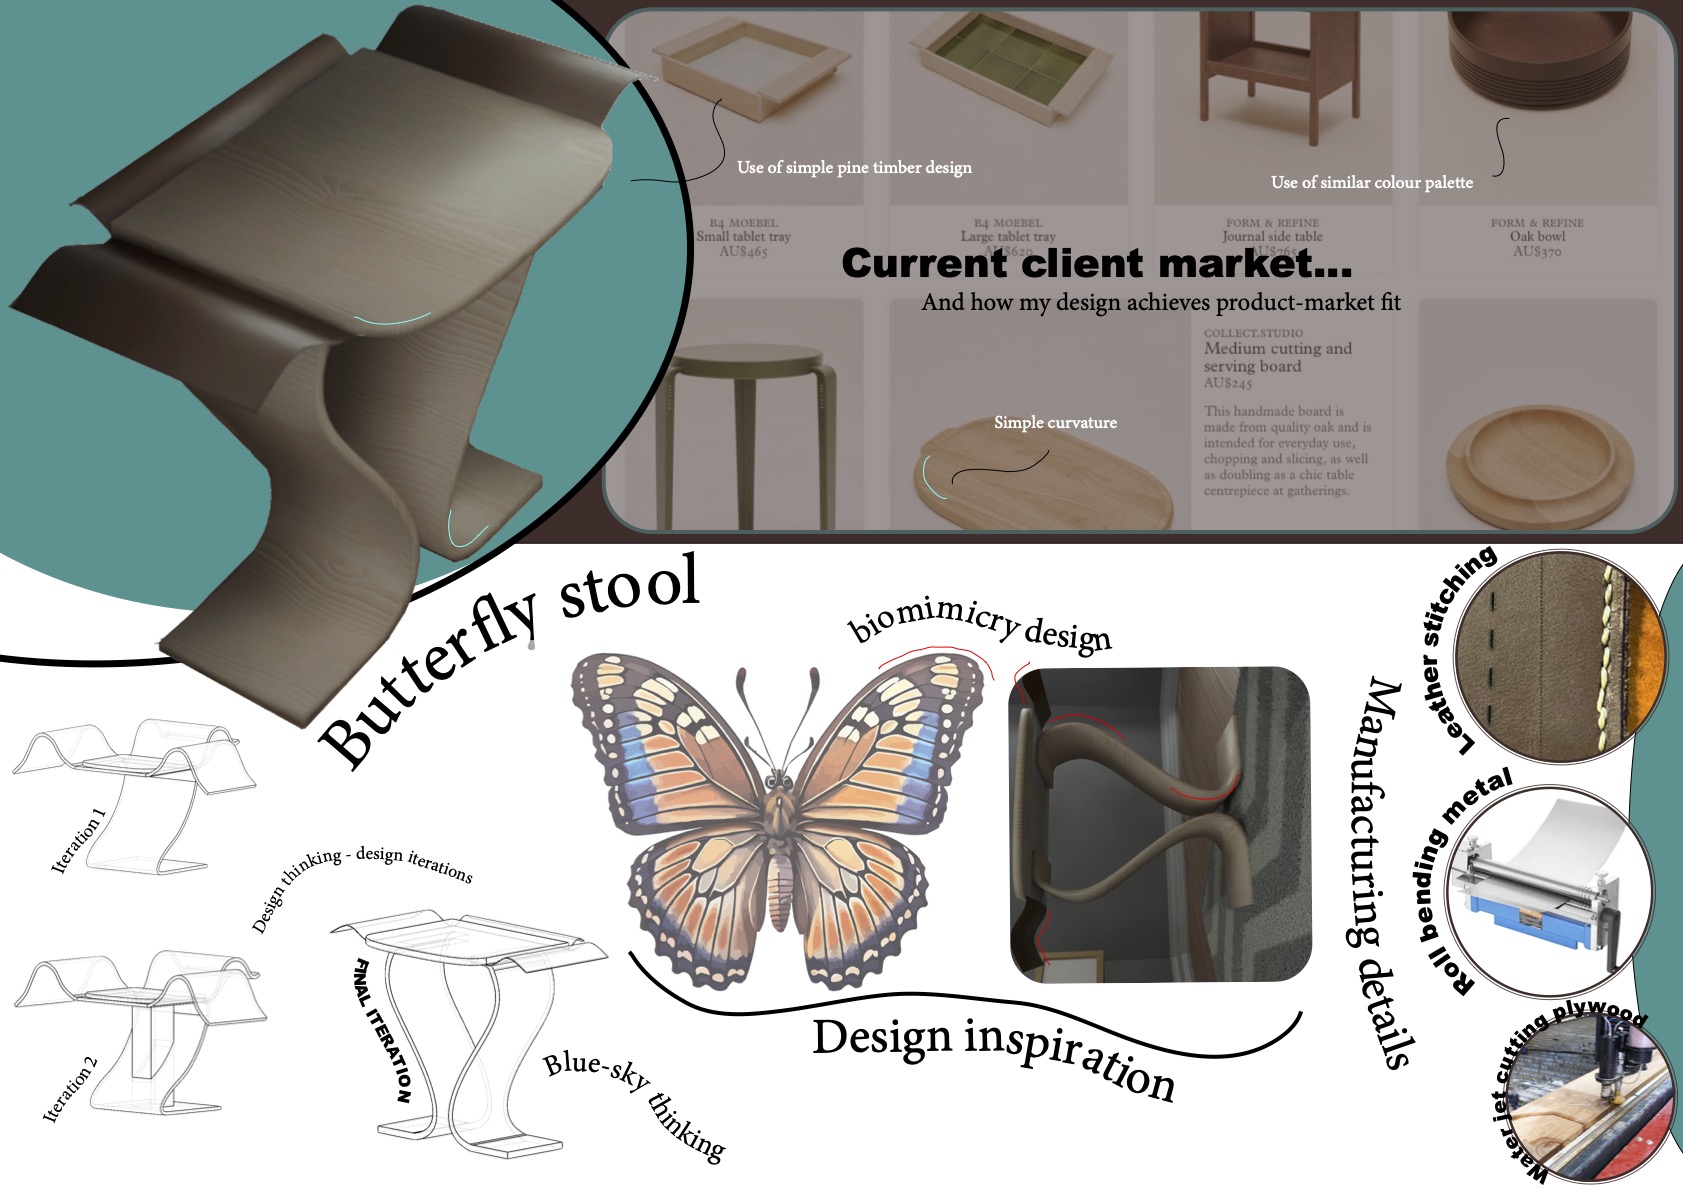 Use of simple pine timber design
Use of similar colour palette
B4 MOEBEL
Small tablet tray
AU$465
B4 MOEBEL
Large tablet tray
AU$620
FORM & REFINE
Journal side table
AU$765
FORM & REFINE
Oak bowl
AU$370
Current client market...
And how my design achieves product-market fit
COLLECT.STUDIO
Medium cutting and
serving board
AU$245
This handmade board is
made from quality oak and is
intended for everyday use,
chopping and slicing, as well
as doubling as a chic table
centrepiece at gatherings.
Simple curvature
Butterfly stool
biomimicry design
Leather stitching
Manufacturing details
Roll bending metal
Water jet cutting plywood
Iteration 1
Design thinking - design iterations
FINAL ITERATION
Iteration 2
Blue-sky thinking
Design inspiration